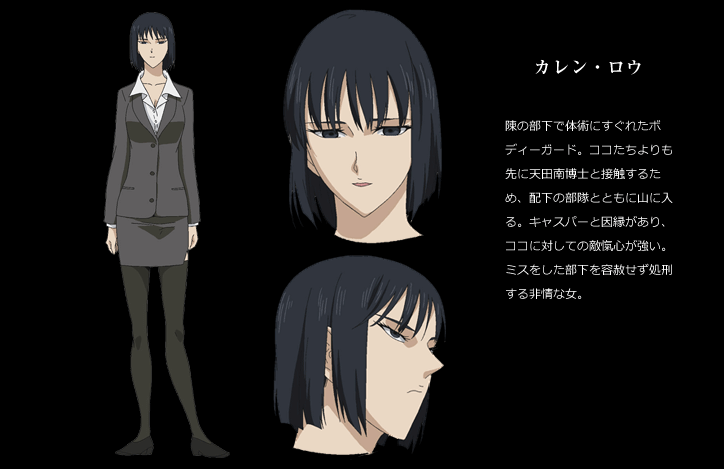 カレン・ロウ
陳の部下で体術にすぐれたボ
ディーガード。ココたちよりも
先に天田南博士と接触するた
め、配下の部隊とともに山に入
る。キャスパーと因縁があり、
ココに対しての敵愾心が強い。
ミスをした部下を容赦せず処刑
する非情な女。